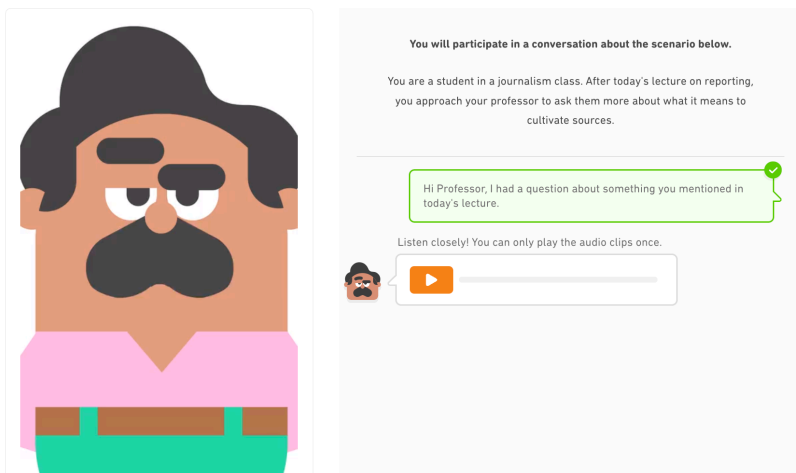 You will participate in a conversation about the scenario below.
You are a student in a journalism class. After today's lecture on reporting,
you approach your professor to ask them more about what it means to
cultivate sources.
Hi Professor, I had a question about something you mentioned in
today's lecture.
Listen closely! You can only play the audio clips once.